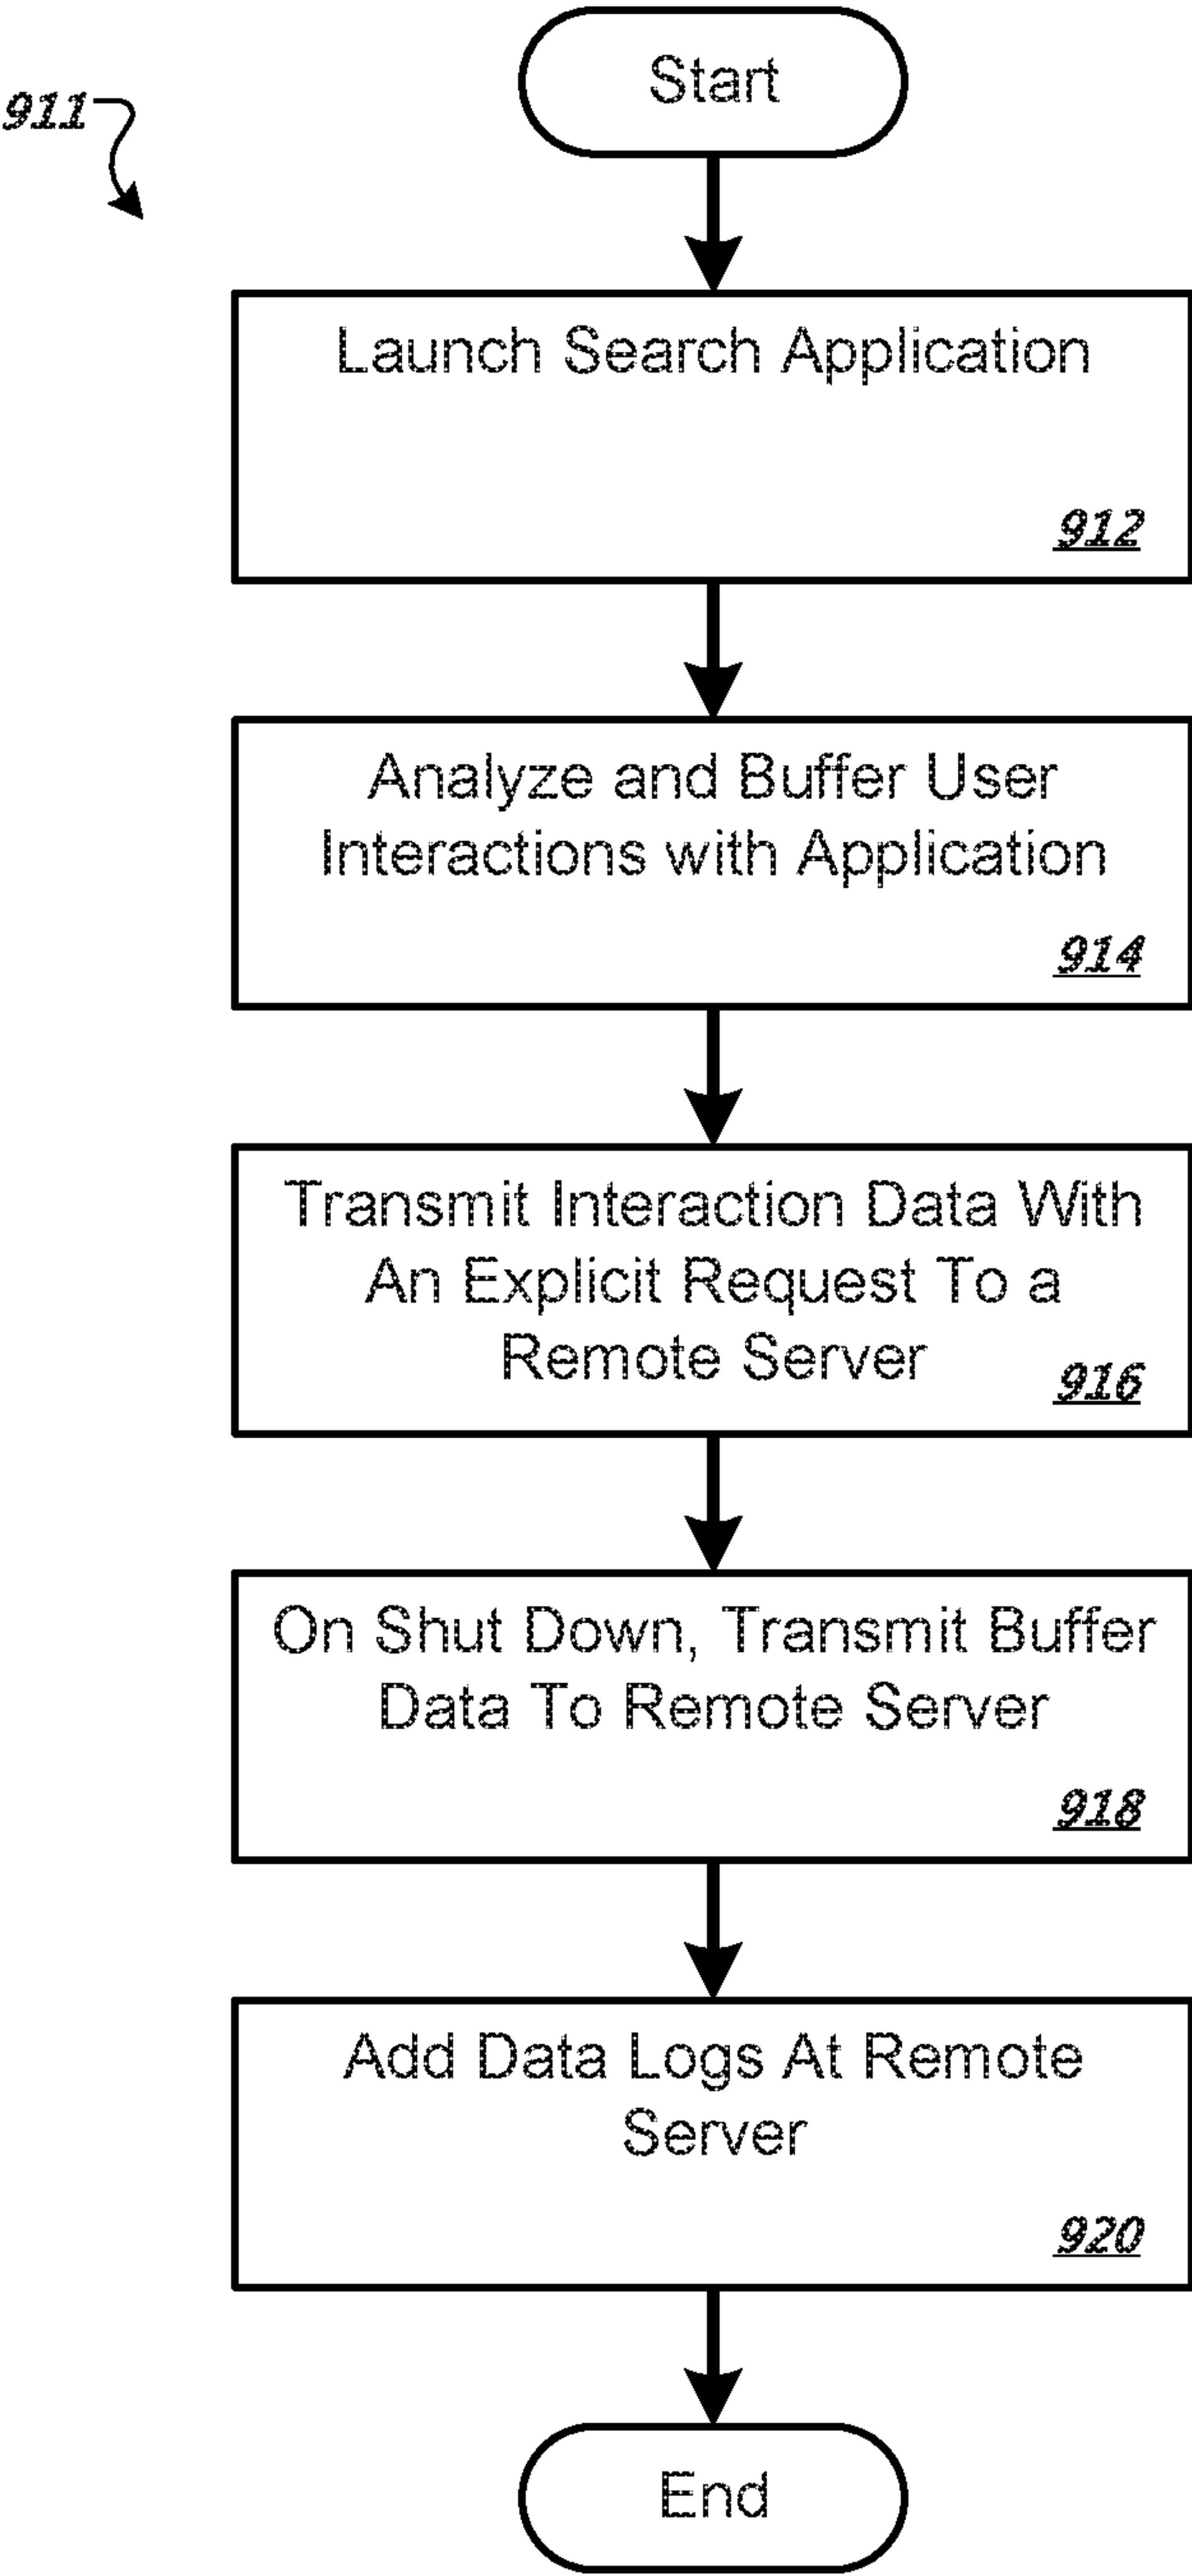 Start
911
Launch Search Application
912
Analyze and Buffer User
Interactions with Application
914
Transmit Interaction Data With
An Explicit Request To a
Remote Server
916
On Shut Down, Transmit Buffer
Data To Remote Server
918
Add Data Logs At Remote
Server
920
End